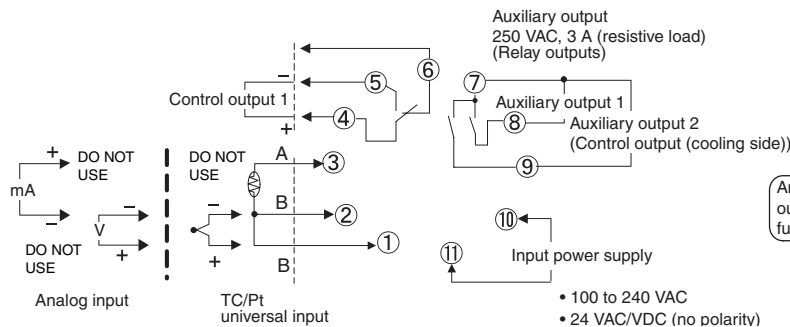 Auxiliary output
250 VAC, 3 A (resistive load)
(Relay outputs)
⑥
− ⑤ ⑦
Control output 1
Auxiliary output 1
+ ④ ⑧
Auxiliary output 2
(Control output (cooling side))
+ DO NOT USE
DO NOT USE
A ③ ⑨
mA
−
B ②
− −
V
⑩
DO NOT USE
+ +
①
⑪ Input power supply
B
Analog input
TC/Pt
universal input
• 100 to 240 VAC
• 24 VAC/VDC (no polarity)